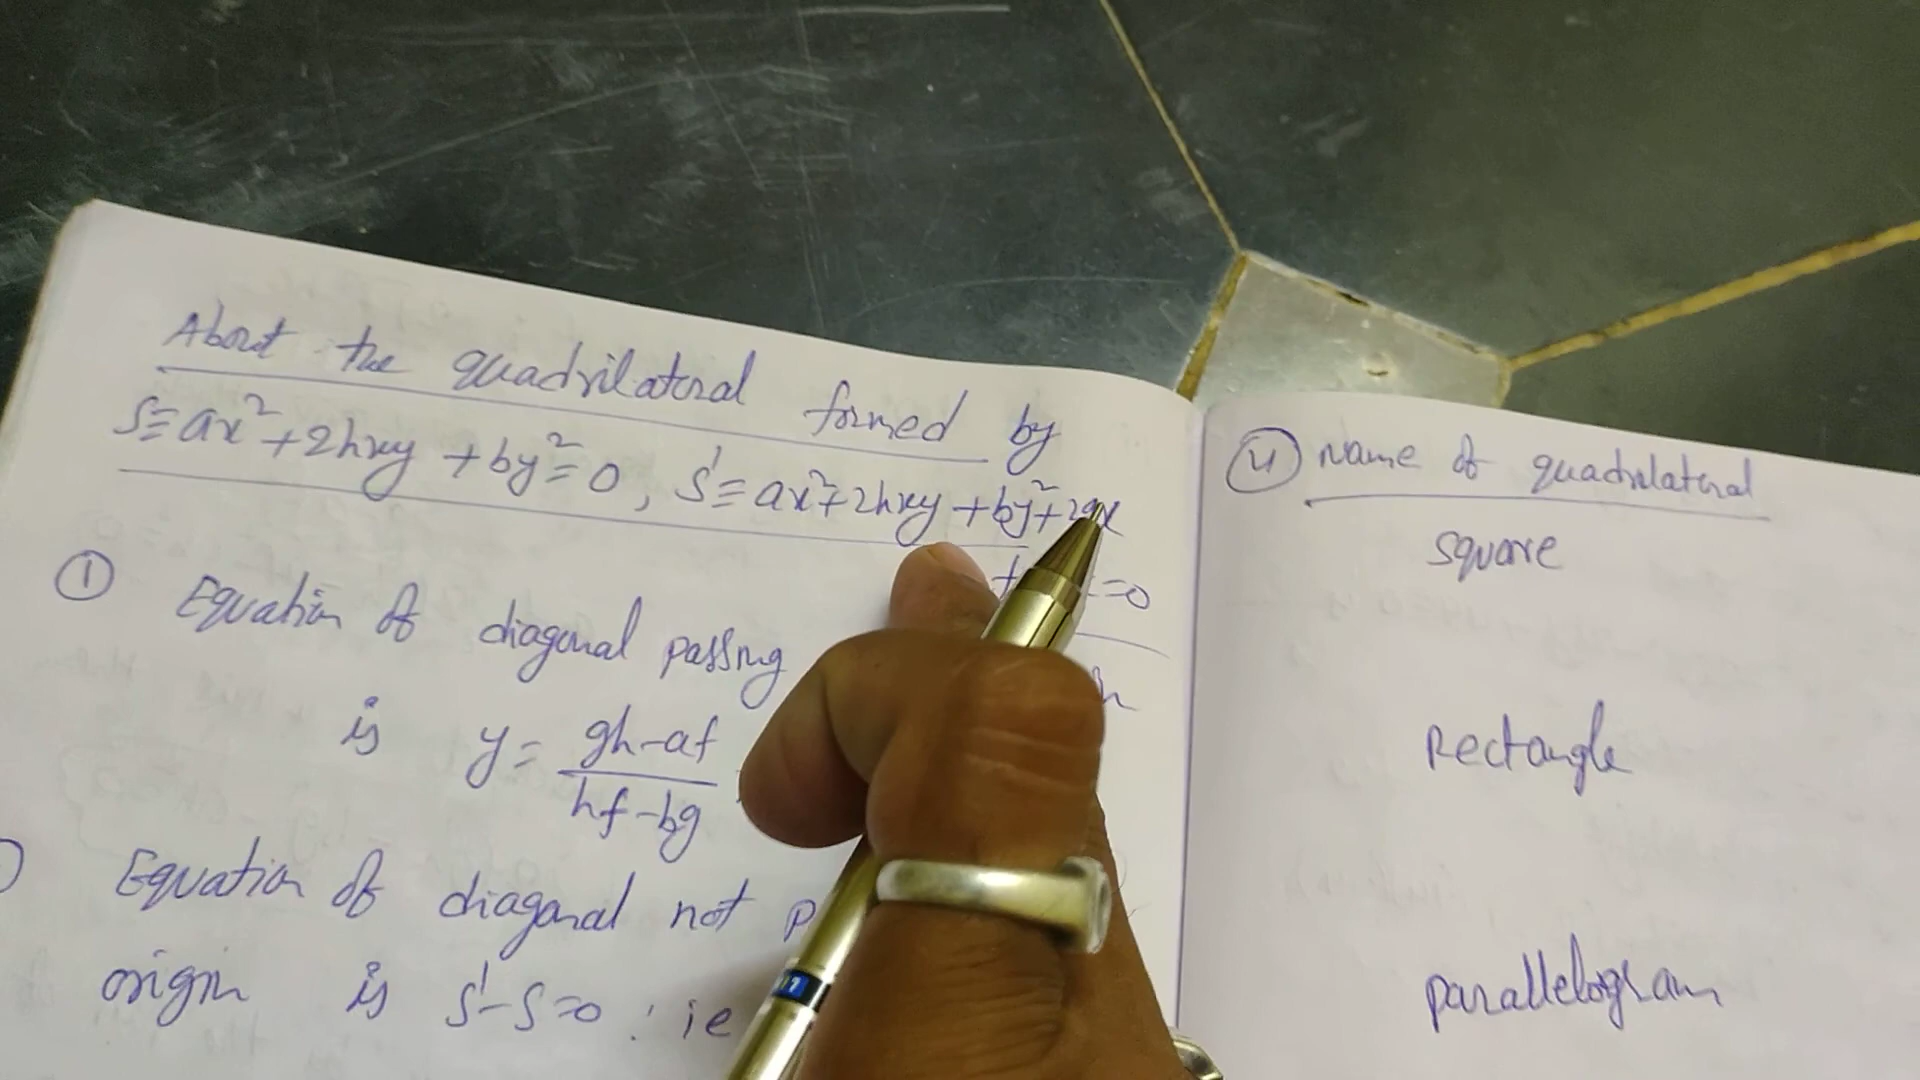 About the quadrilateral formed by
S≡ax²+2hxy+by²=0, S'≡ax²+2hxy+by²+2gx
+ =0
① Equation of diagonal passing
is y = gh-af
hf-bg
Equation of diagonal not p
origin is S'-S=0 : ie
④ Name of quadrilateral
square
Rectangle
parallelogram